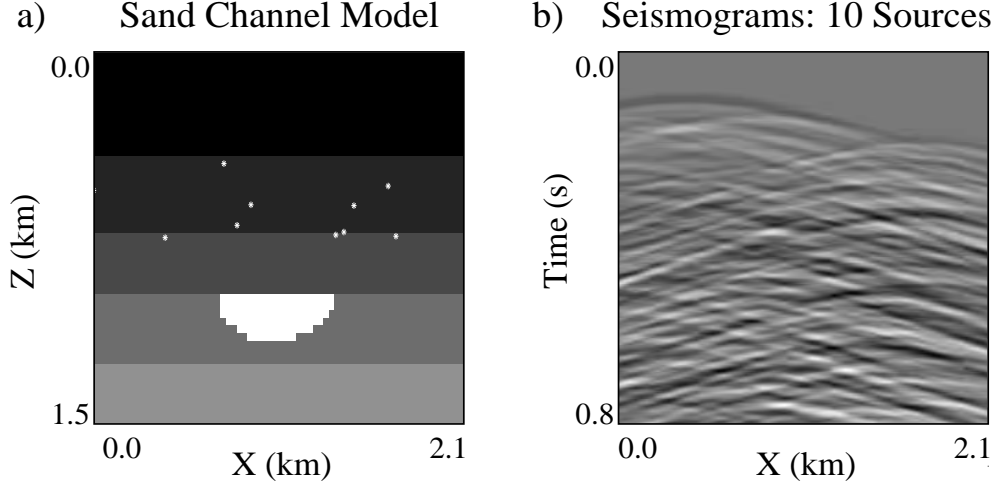 a) Sand Channel Model
0.0
Z (km)
1.5
0.0 2.1
X (km)
b) Seismograms: 10 Sources
0.0
Time (s)
0.8
0.0 2.1
X (km)